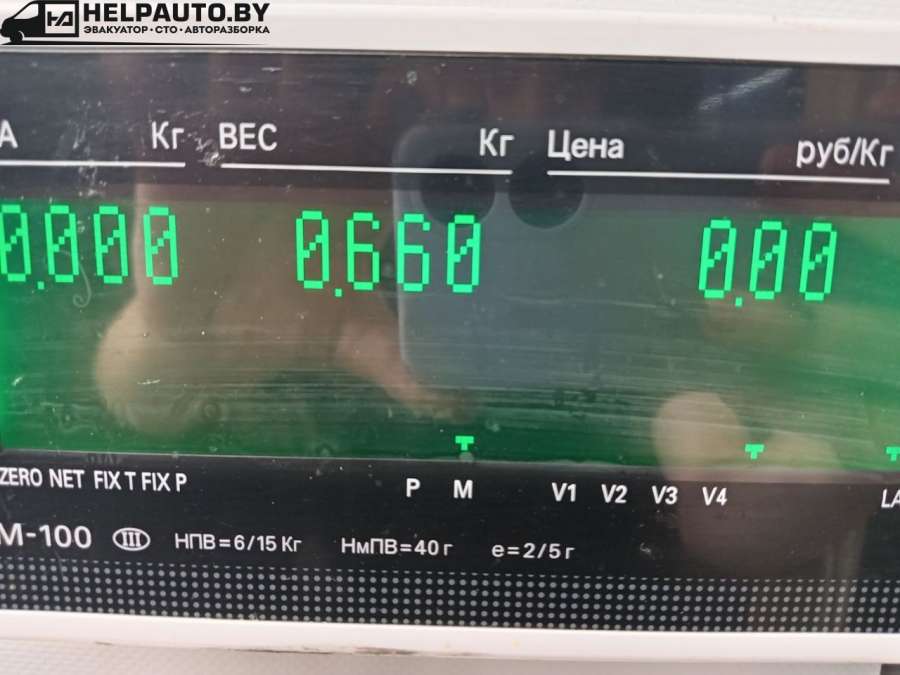 HELPAUTO.BY
ЭВАКУАТОР · СТО · АВТОРАЗБОРКА
А Кг ВЕС Кг Цена руб/Кг
0.000 0.660 0.00
ZERO NET FIX T FIX P P M V1 V2 V3 V4
М-100 III НПВ=6/15 Кг НмПВ=40 г е=2/5 г